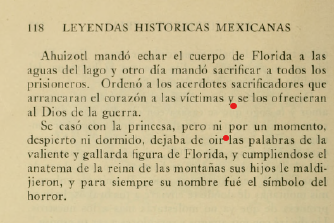 118 LEYENDAS HISTORICAS MEXICANAS
Ahuizotl mandó echar el cuerpo de Florida a las
aguas del lago y otro día mandó sacrificar a todos los
prisioneros. Ordenó a los acerdotes sacrificadores que
arrancaran el corazón a las víctimas y se los ofrecieran
al Dios de la guerra.
Se casó con la princesa, pero ni por un momento,
despierto ni dormido, dejaba de oir las palabras de la
valiente y gallarda figura de Florida, y cumpliendose el
anatema de la reina de las montañas sus hijos le maldi-
jieron, y para siempre su nombre fué el símbolo del
horror.